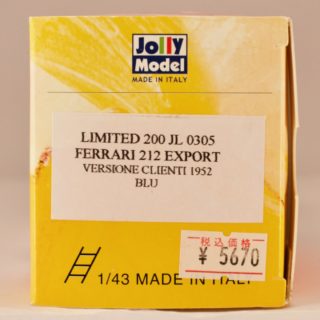 Jolly
Model
MADE IN ITALY
LIMITED 200 JL 0305
FERRARI 212 EXPORT
VERSIONE CLIENTI 1952
BLU
税込価格
¥ 5670
1/43 MADE IN ITALY